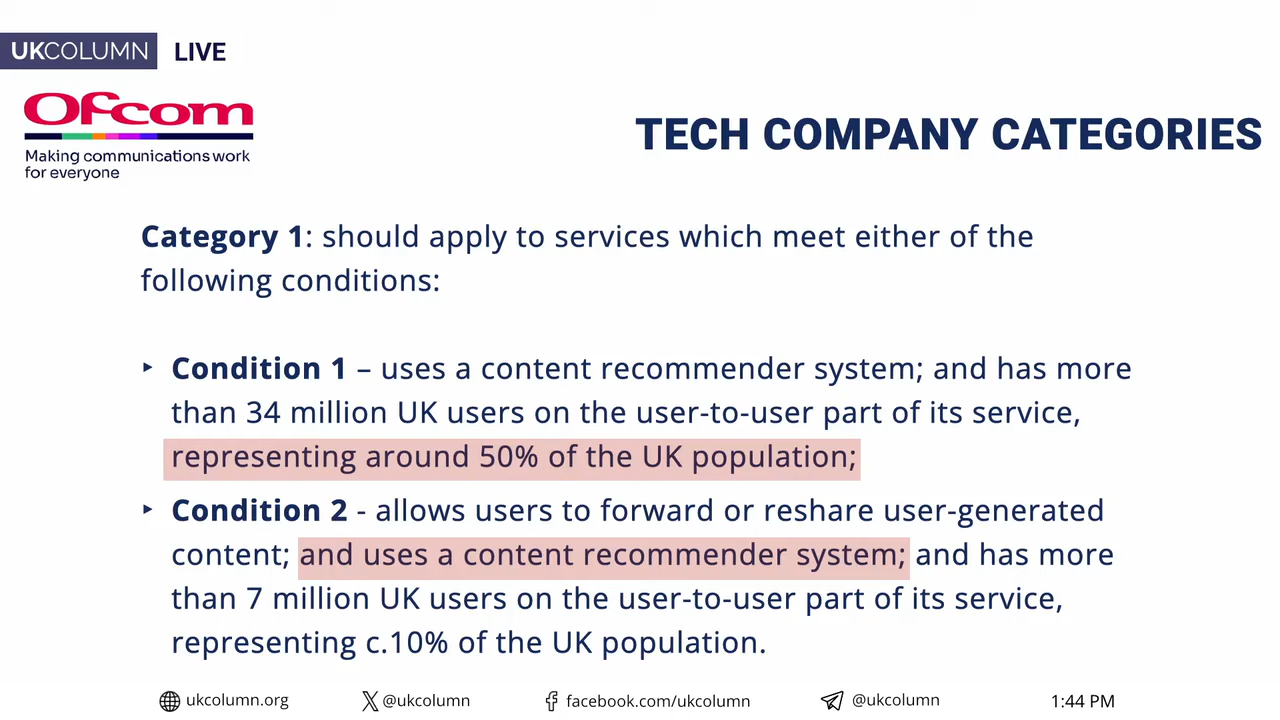 UKCOLUMN LIVE
Ofcom
Making communications work
for everyone
TECH COMPANY CATEGORIES
Category 1: should apply to services which meet either of the
following conditions:
‣ Condition 1 – uses a content recommender system; and has more
than 34 million UK users on the user-to-user part of its service,
representing around 50% of the UK population;
‣ Condition 2 - allows users to forward or reshare user-generated
content; and uses a content recommender system; and has more
than 7 million UK users on the user-to-user part of its service,
representing c.10% of the UK population.
ukcolumn.org @ukcolumn facebook.com/ukcolumn @ukcolumn 1:44 PM